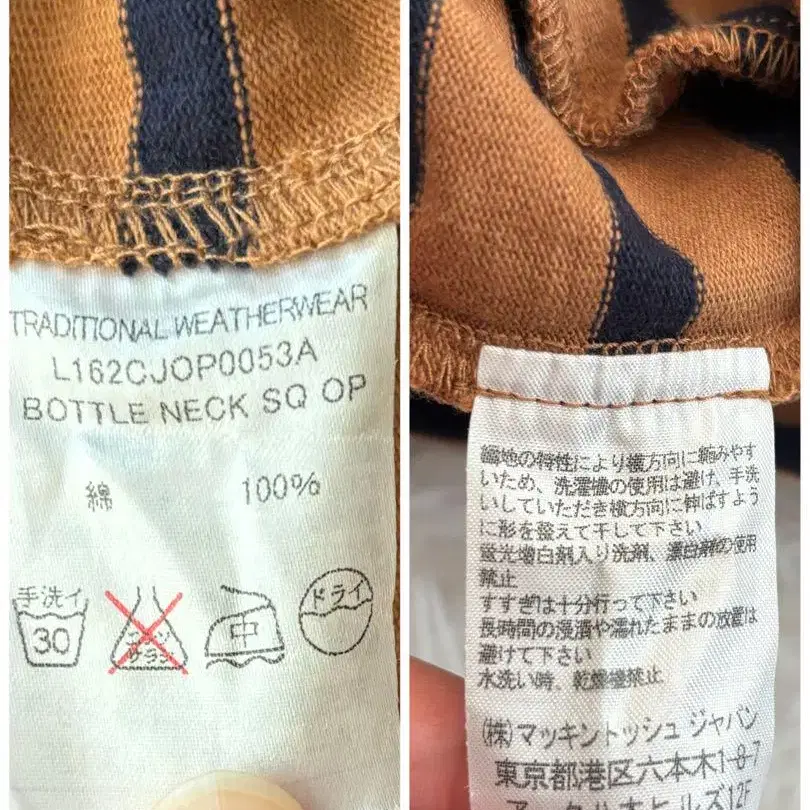 TRADITIONAL WEATHERWEAR
L162CJOP0053A
BOTTLE NECK SQ OP
綿 100%
手洗イ
30
エンソ
サラシ
中
ドライ
編地の特性により横方向に縮みやす
いため、洗濯機の使用は避け、手洗
いしていただき横方向に伸ばすよう
に形を整えて干して下さい
蛍光増白剤入り洗剤、漂白剤の使用
禁止
すすぎは十分行って下さい
長時間の浸漬や濡れたままの放置は
避けて下さい
水洗い時、乾燥機禁止
(株)マッキントッシュ ジャパン
東京都港区六本木1-8-7
12F